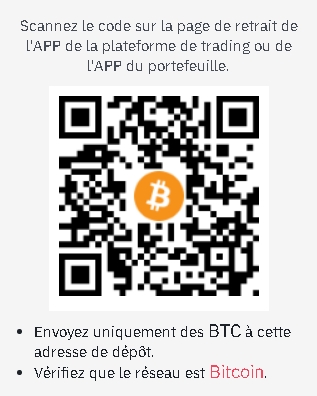 Scannez le code sur la page de retrait de
l'APP de la plateforme de trading ou de
l'APP du portefeuille.
• Envoyez uniquement des BTC à cette
adresse de dépôt.
• Vérifiez que le réseau est Bitcoin.